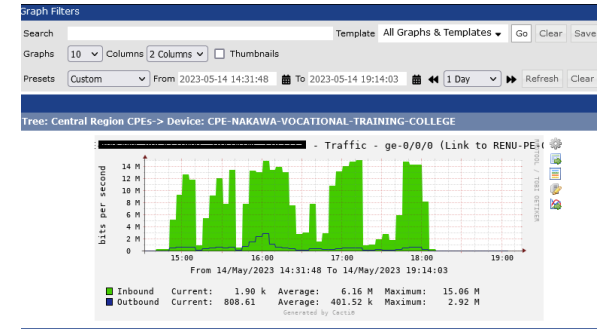 Graph Filters
Search Template All Graphs & Templates Go Clear Save
Graphs 10 Columns 2 Columns Thumbnails
Presets Custom From 2023-05-14 14:31:48 To 2023-05-14 19:14:03 1 Day Refresh Clear
Tree: Central Region CPEs-> Device: CPE-NAKAWA-VOCATIONAL-TRAINING-COLLEGE
- Traffic - ge-0/0/0 (Link to RENU-PE-(
RRDTOOL / TOBI OETIKER
bits per second
14 M
12 M
10 M
8 M
6 M
4 M
2 M
0
15:00 16:00 17:00 18:00 19:00
From 14/May/2023 14:31:48 To 14/May/2023 19:14:03
Inbound Current: 1.90 k Average: 6.16 M Maximum: 15.06 M
Outbound Current: 808.61 Average: 401.52 k Maximum: 2.92 M
Generated by Cacti®